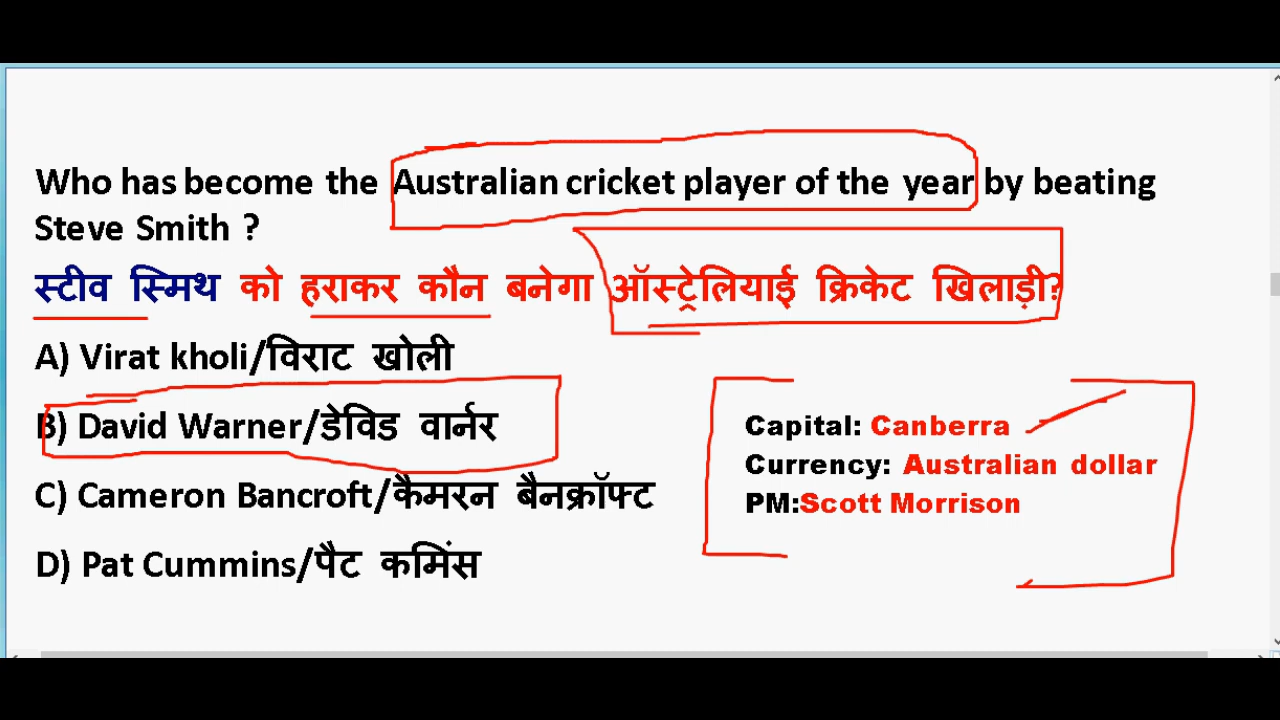 Who has become the Australian cricket player of the year by beating
Steve Smith ?
स्टीव स्मिथ को हराकर कौन बनेगा ऑस्ट्रेलियाई क्रिकेट खिलाड़ी?
A) Virat kholi/विराट खोली
B) David Warner/डेविड वार्नर
C) Cameron Bancroft/कैमरन बैनक्रॉफ्ट
D) Pat Cummins/पैट कमिंस
Capital: Canberra
Currency: Australian dollar
PM:Scott Morrison